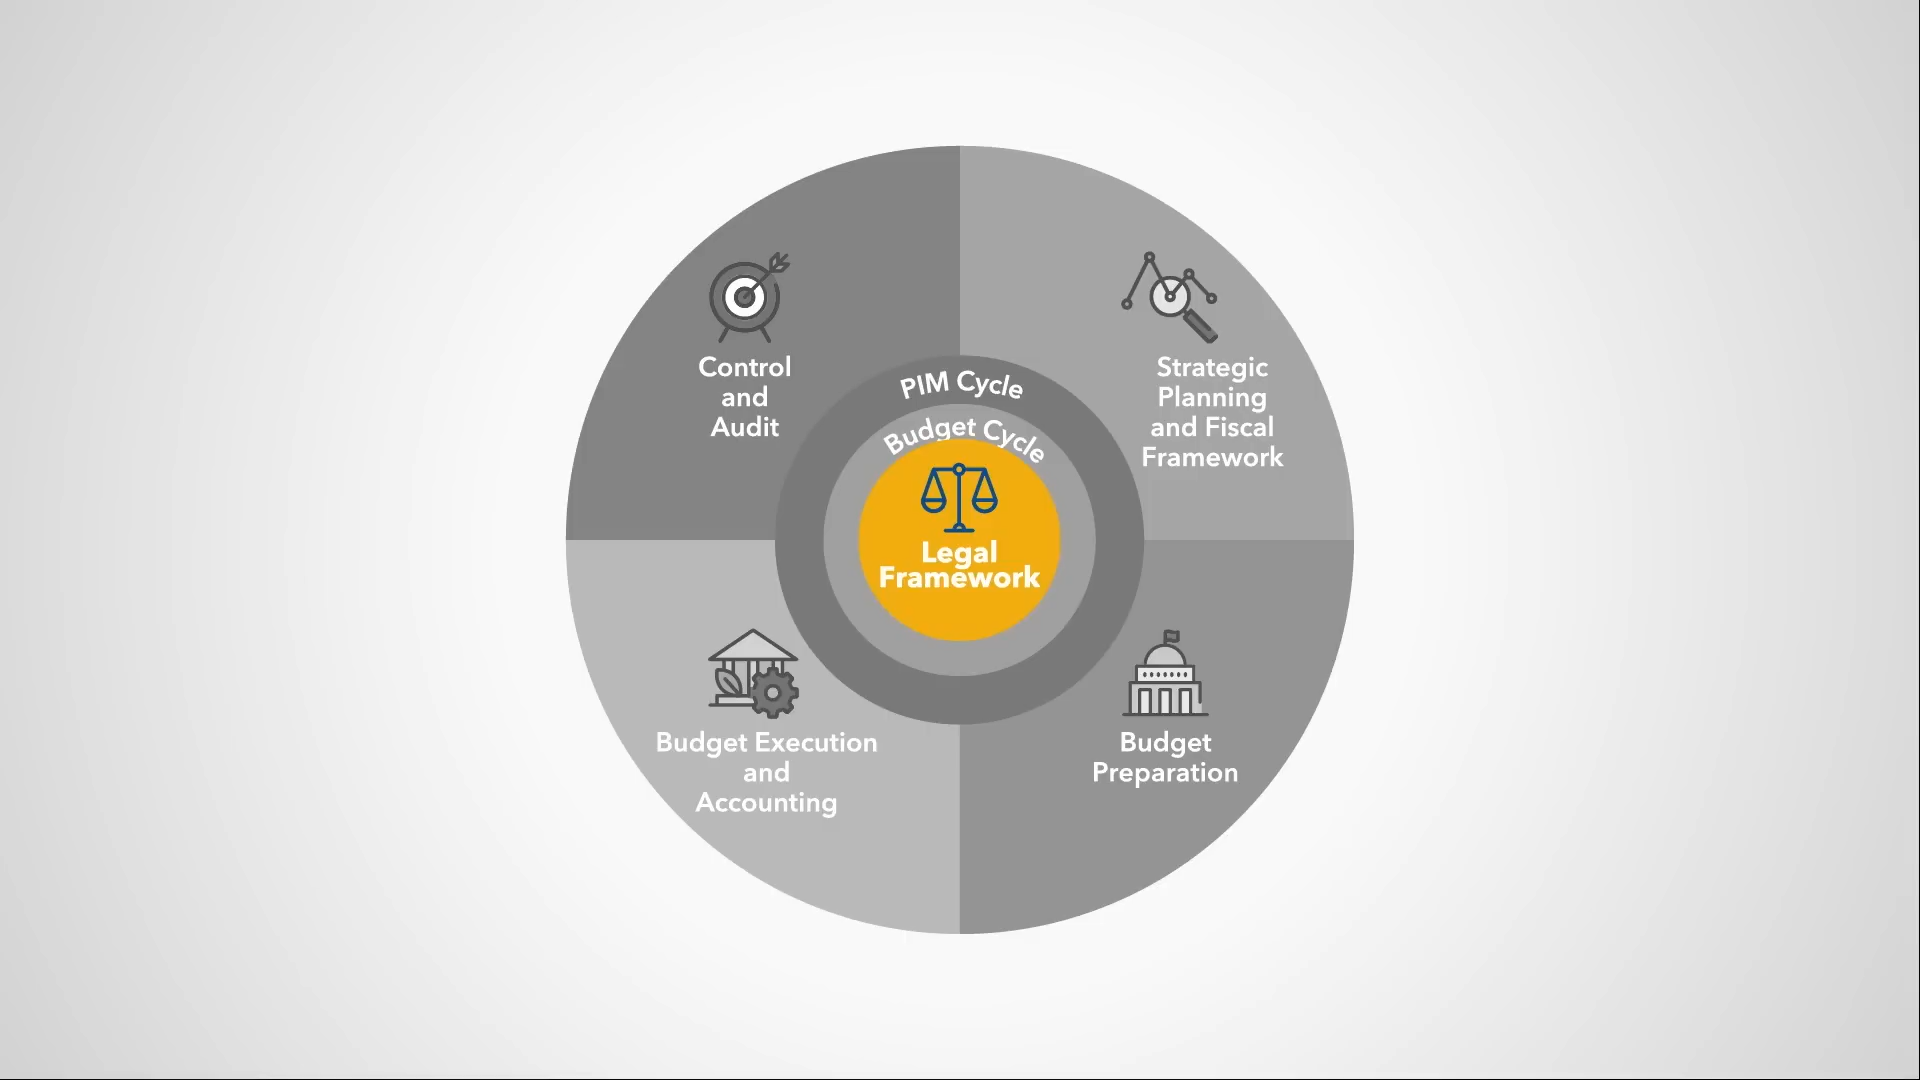 Control
and
Audit
Strategic
Planning
and Fiscal
Framework
PIM Cycle
Budget Cycle
Legal
Framework
Budget Execution
and
Accounting
Budget
Preparation